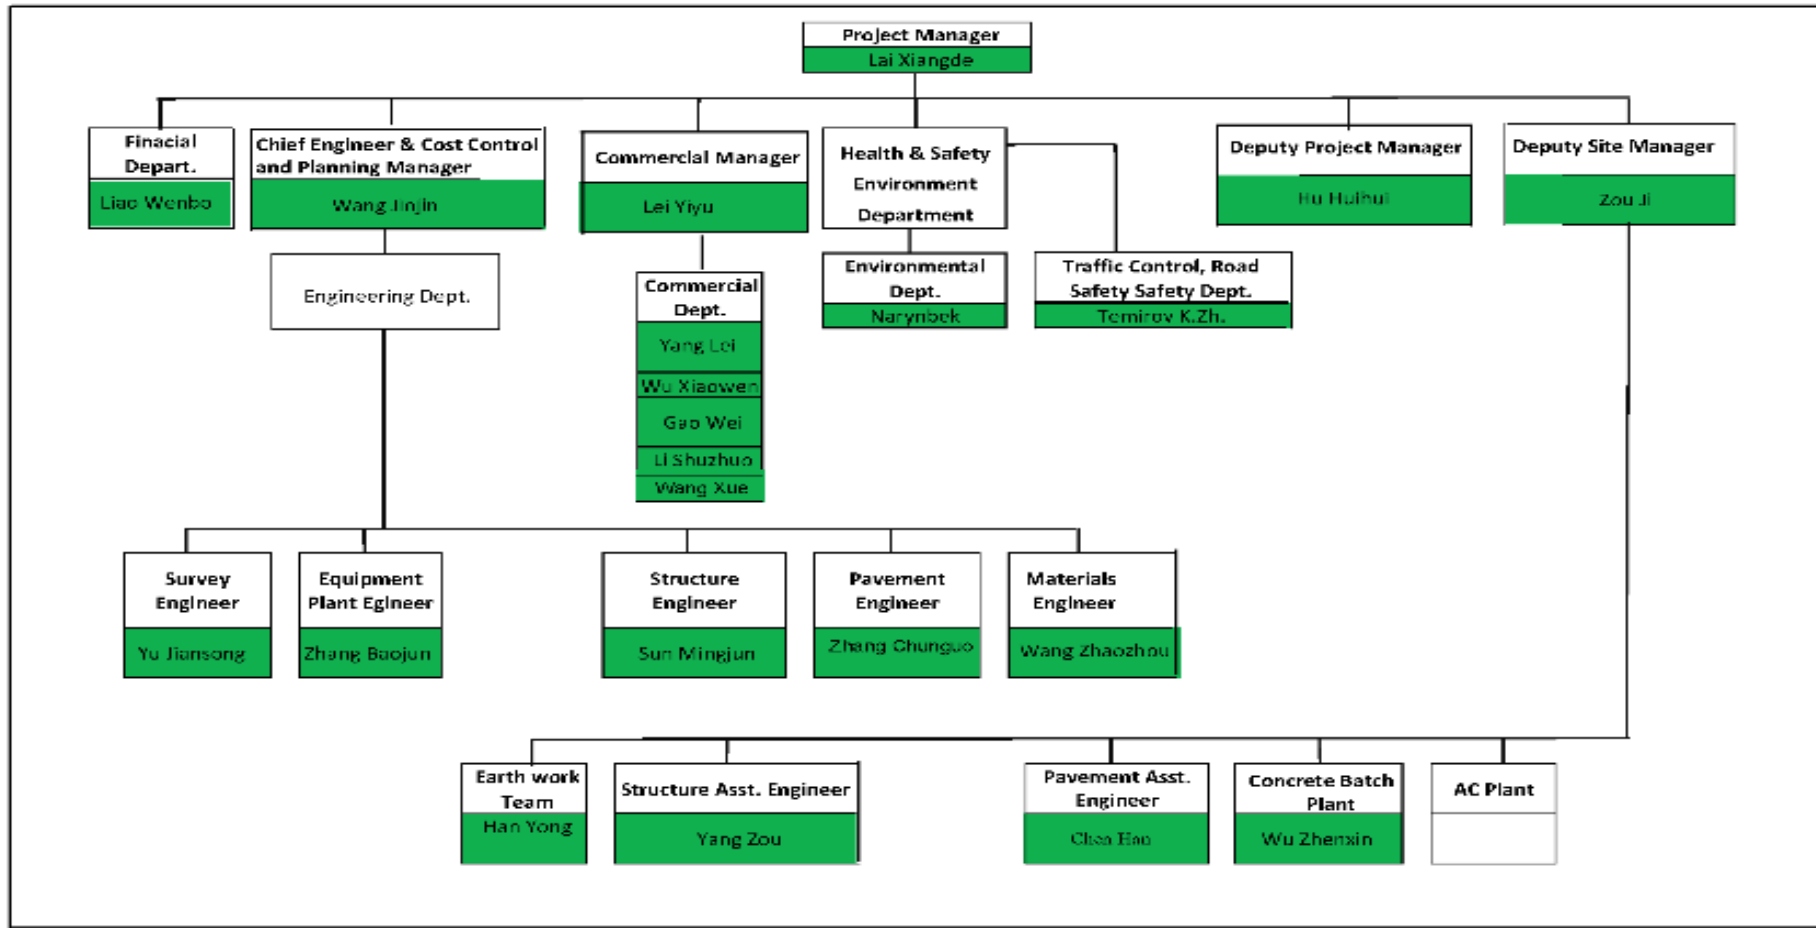 Project Manager
Lai Xiangde
Finacial
Depart.
Liao Wenbo
Chief Engineer & Cost Control
and Planning Manager
Wang Jinjin
Commercial Manager
Lei Yiyu
Health & Safety
Environment
Department
Deputy Project Manager
Hu Huihui
Deputy Site Manager
Zou Ji
Engineering Dept.
Commercial
Dept.
Yang Lei
Wu Xiaowen
Gao Wei
Li Shuzhuo
Wang Xue
Environmental
Dept.
Narynbek
Traffic Control, Road
Safety Safety Dept.
Temirov K.Zh.
Survey
Engineer
Yu Jiansong
Equipment
Plant Egineer
Zhang Baojun
Structure
Engineer
Sun Mingjun
Pavement
Engineer
Zhang Chunguo
Materials
Engineer
Wang Zhaozhou
Earth work
Team
Han Yong
Structure Asst. Engineer
Yang Zou
Pavement Asst.
Engineer
Chen Hao
Concrete Batch
Plant
Wu Zhenxin
AC Plant